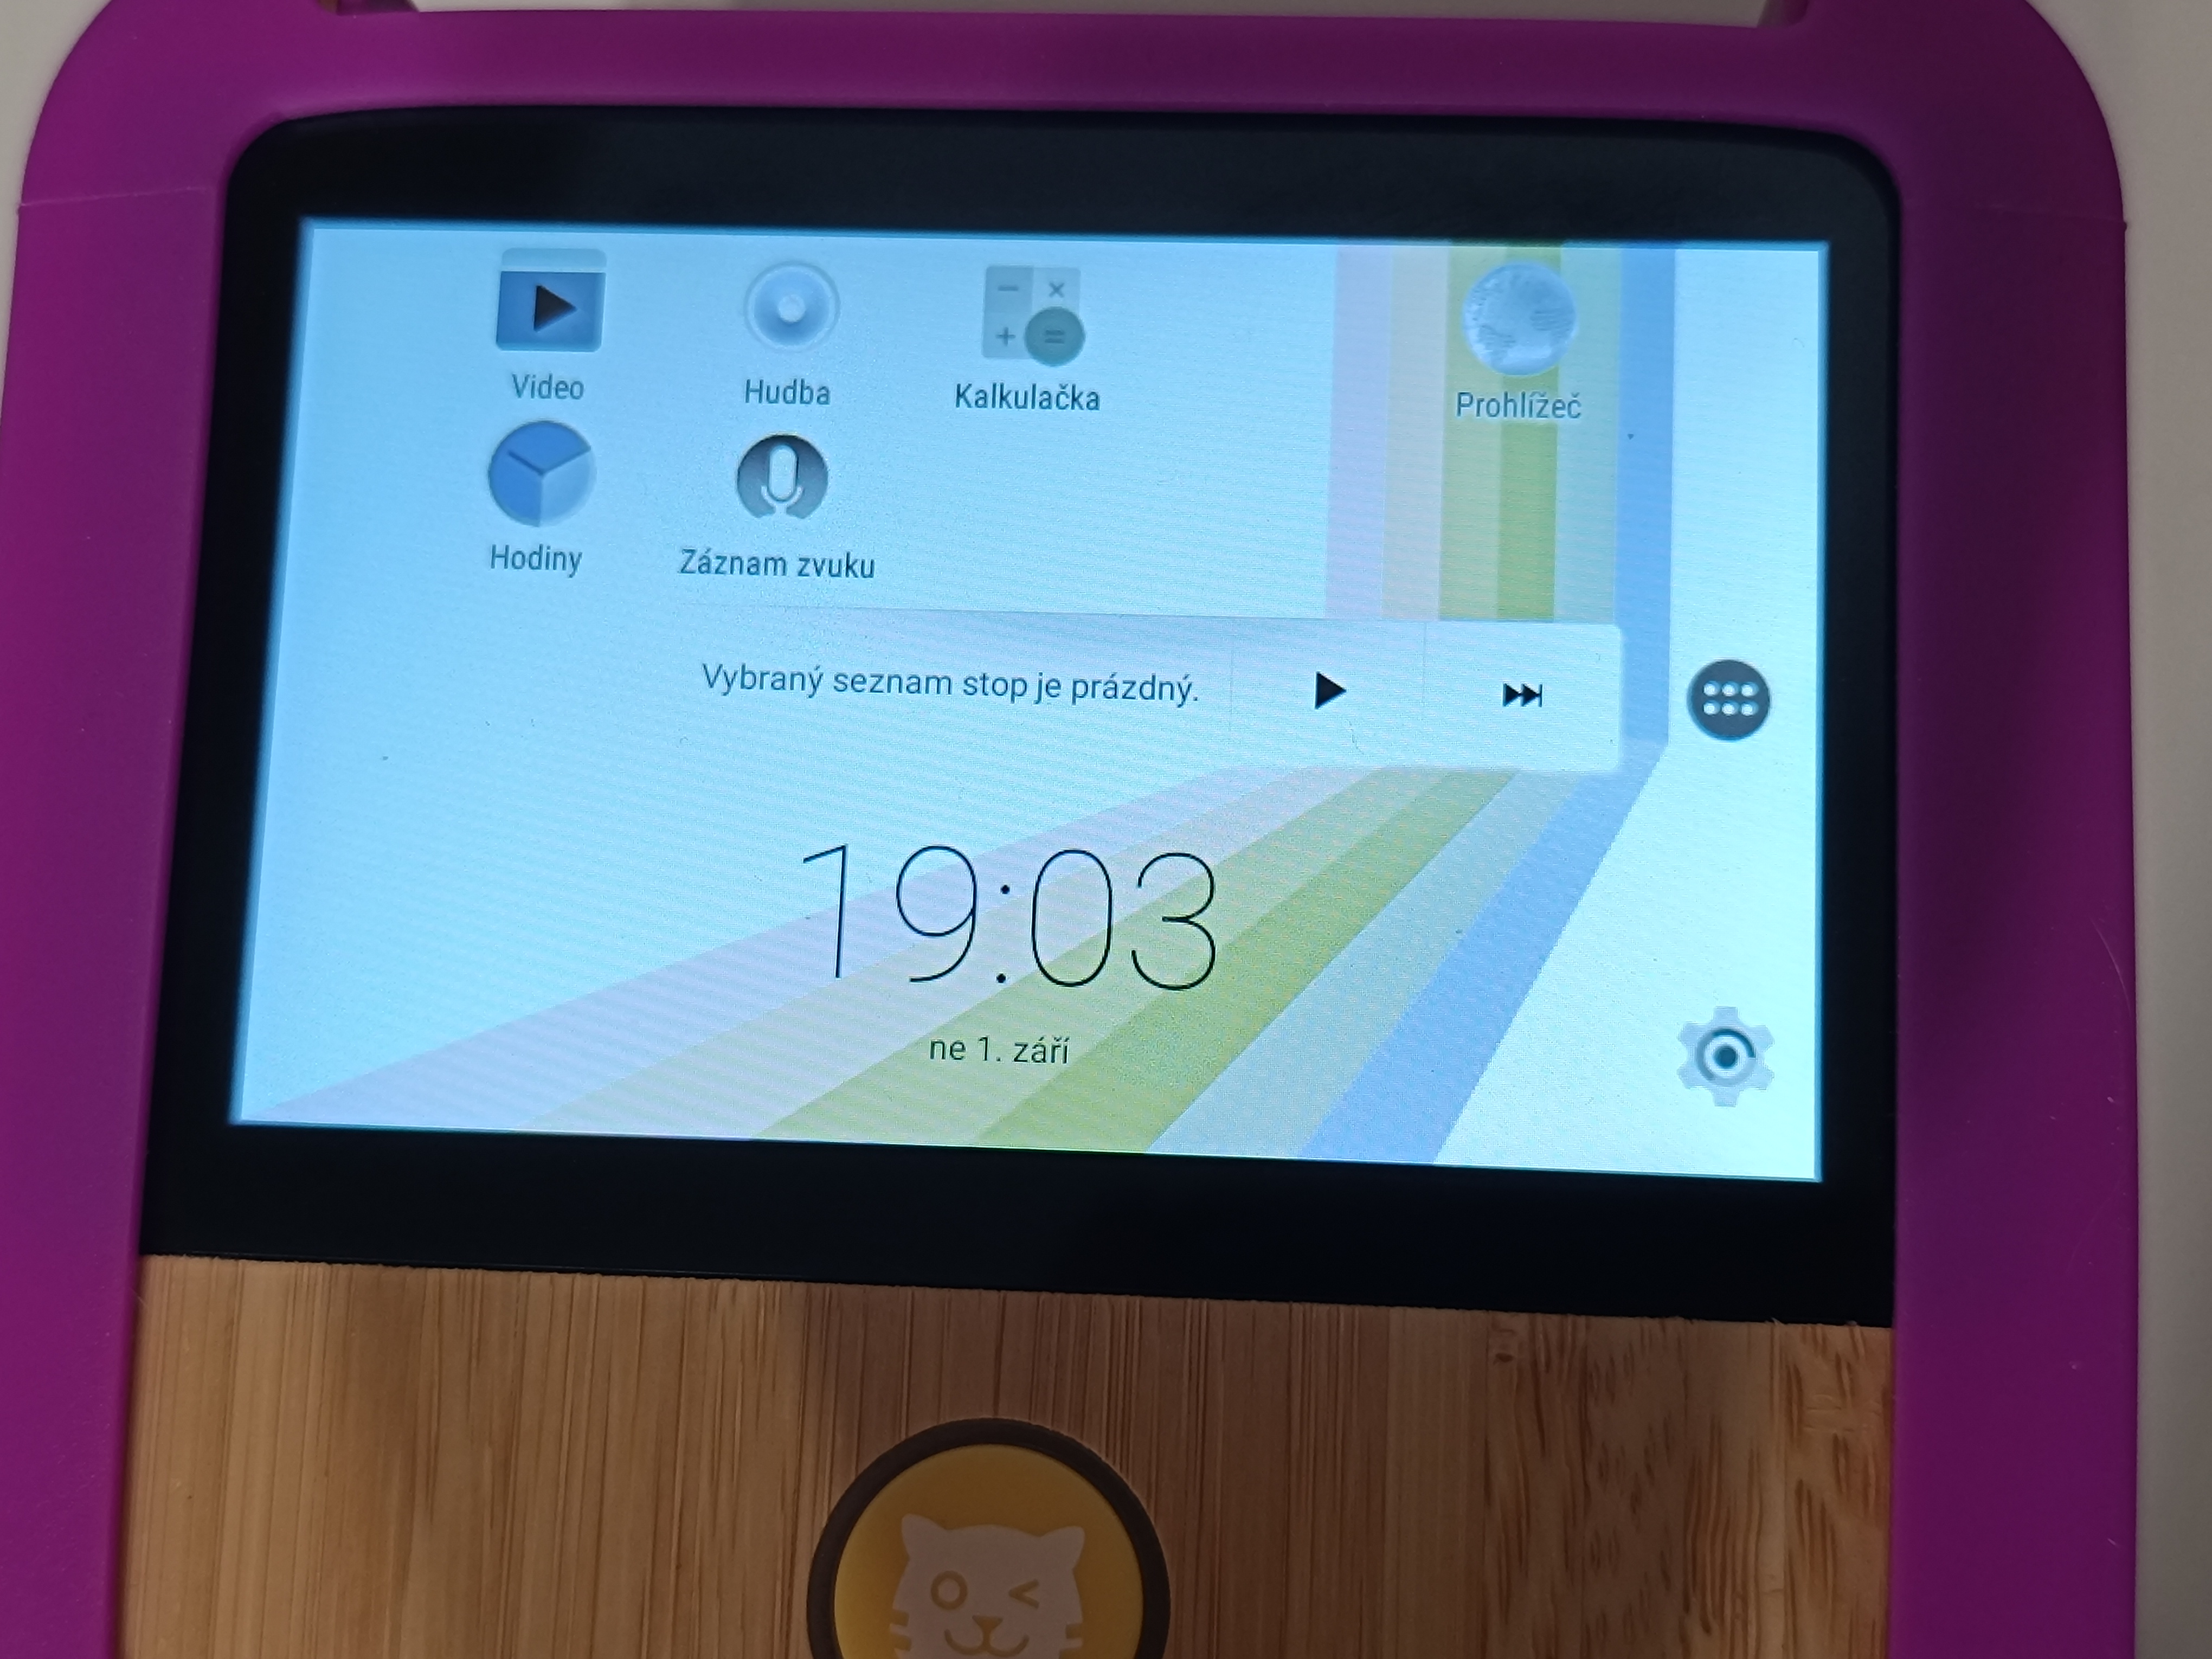 Video
Hudba
Kalkulačka
Prohlížeč
Hodiny
Záznam zvuku
Vybraný seznam stop je prázdný.
19:03
ne 1. září